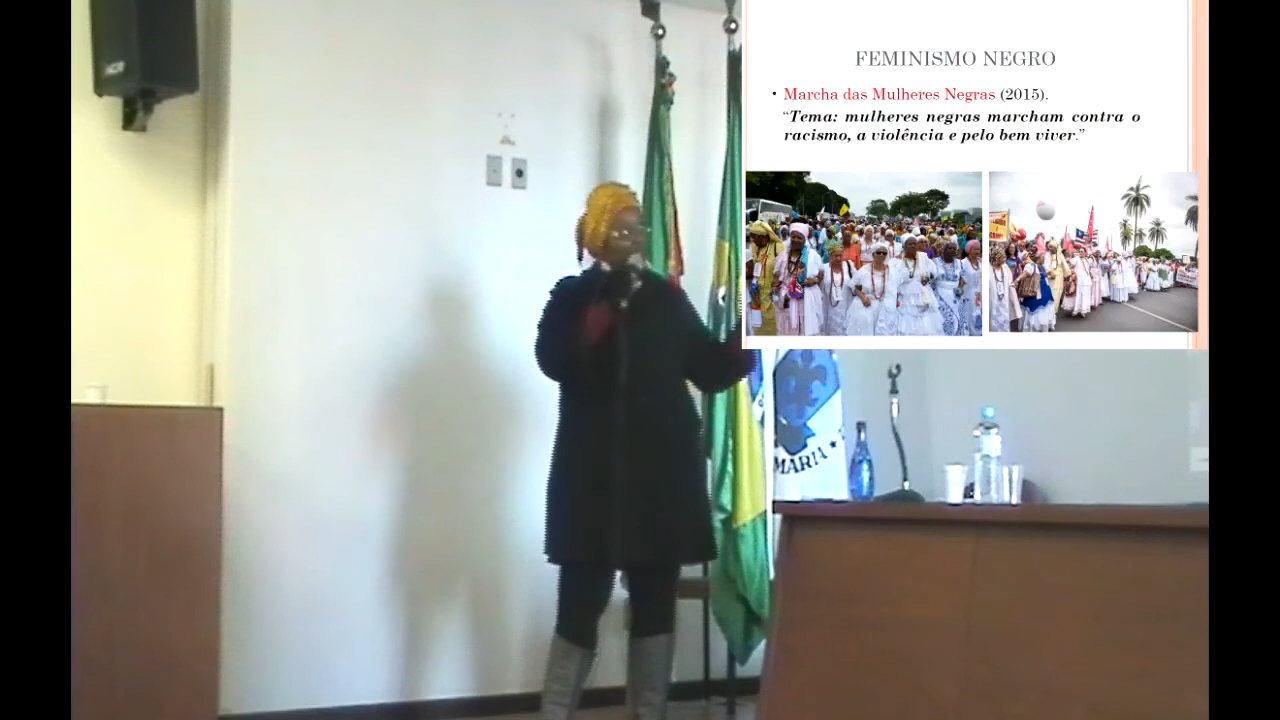 FEMINISMO NEGRO
• Marcha das Mulheres Negras (2015).
“Tema: mulheres negras marcham contra o
racismo, a violência e pelo bem viver.”
MARIA